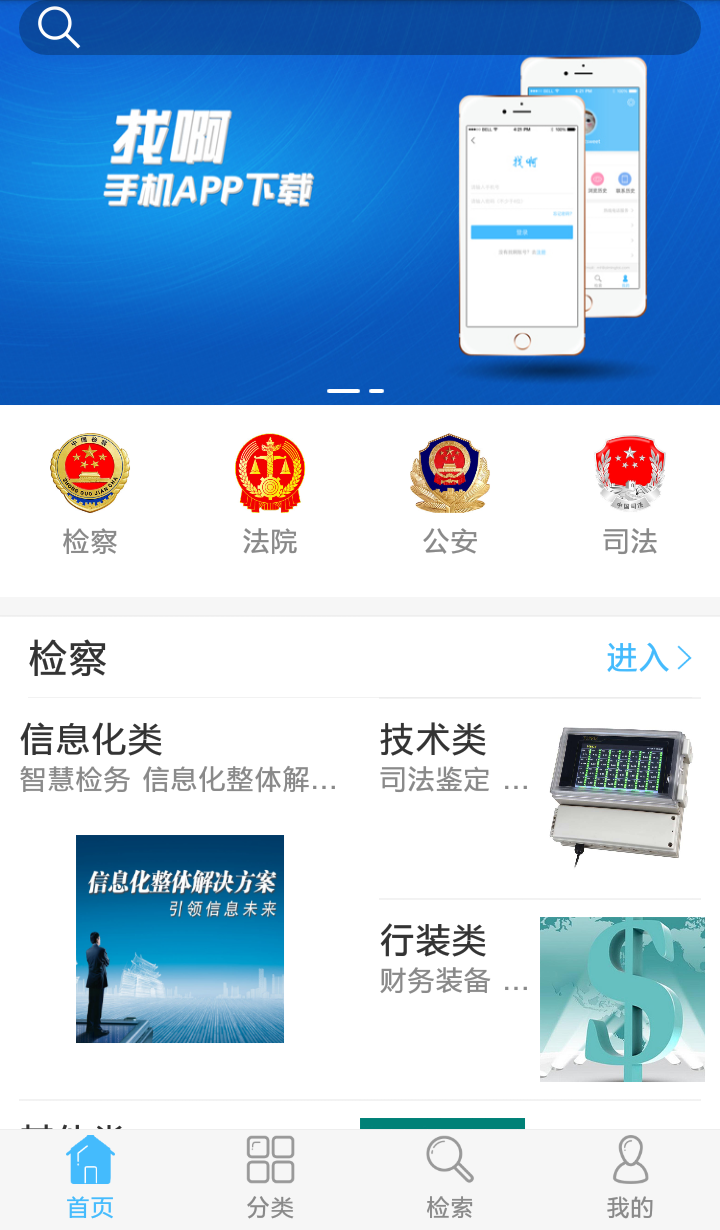 找啊
手机APP下载
找啊
检察
法院
公安
司法
检察
进入
信息化类
智慧检务 信息化整体解...
技术类
司法鉴定 ...
信息化整体解决方案
引领信息未来
行装类
财务装备 ...
首页
分类
检索
我的